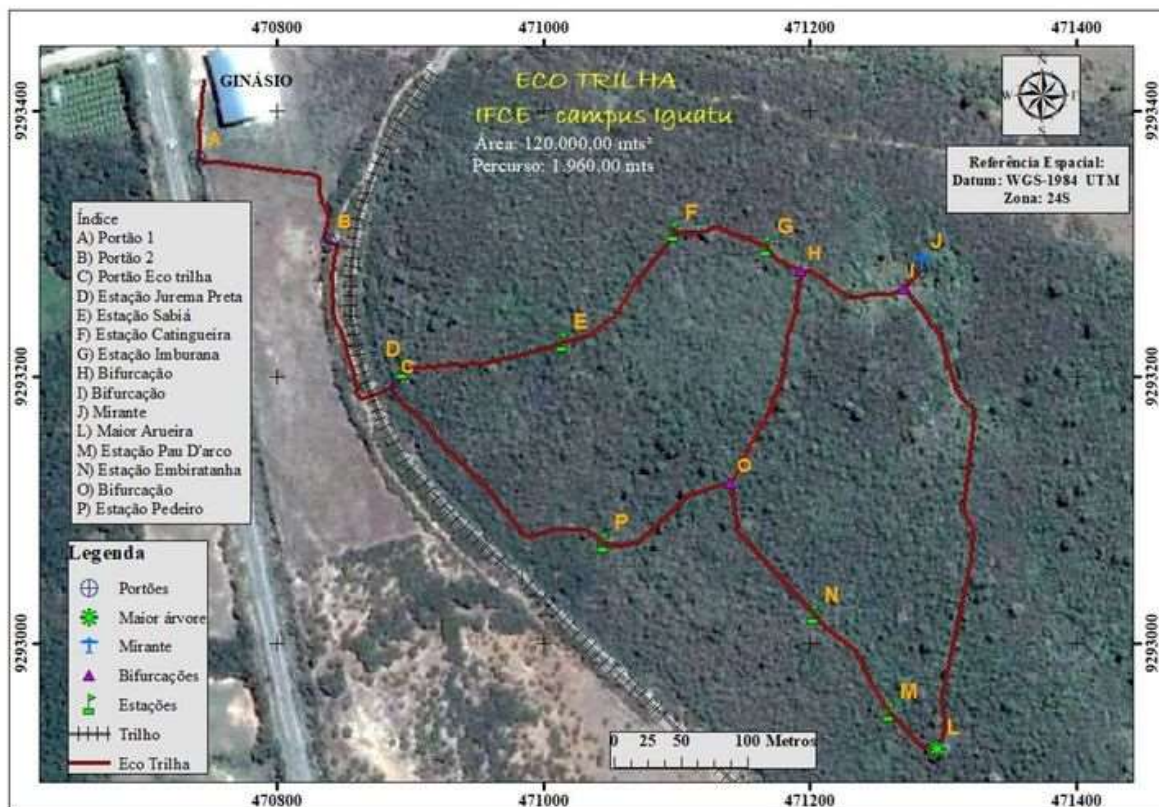 470800 471000 471200 471400
GINÁSIO
ECO TRILHA
IFCE - campus Iguatu
Área: 120.000,00 mts²
Percurso: 1.960,00 mts
N
W
E
S
Referência Espacial:
Datum: WGS-1984 UTM
Zona: 24S
9293400
9293200
9293000
9293400
9293200
9293000
A
B
C
D
E
F
G
H
I
J
L
M
N
O
P
Índice
A) Portão 1
B) Portão 2
C) Portão Eco trilha
D) Estação Jurema Preta
E) Estação Sabiá
F) Estação Catingueira
G) Estação Imburana
H) Bifurcação
I) Bifurcação
J) Mirante
L) Maior Arueira
M) Estação Pau D'arco
N) Estação Embiratanha
O) Bifurcação
P) Estação Pedeiro
Legenda
Portões
Maior árvore
Mirante
Bifurcações
Estações
Trilho
Eco Trilha
0 25 50 100 Metros
470800 471000 471200 471400